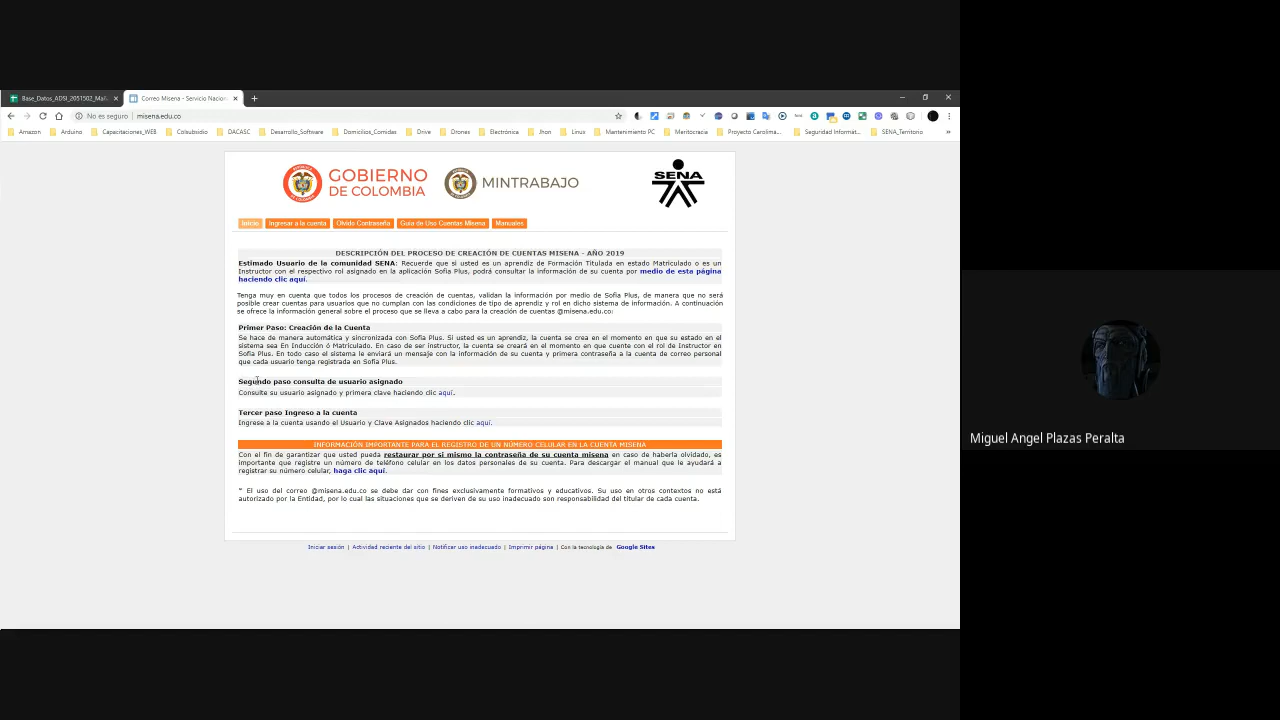 Base_Datos_ADSI_2051502_Mail
Correo Misena - Servicio Nacion
No es seguro
misena.edu.co
Amazon
Arduino
Capacitaciones_WEB
Colsubsidio
DACASC
Desarrollo_Software
Domicilios_Comidas
Drive
Drones
Electrónica
Jhon
Linux
Mantenimiento PC
Meritocracia
Proyecto Carolima...
Seguridad Informát...
SENA_Territorio
GOBIERNO
DE COLOMBIA
MINTRABAJO
SENA
Inicio
Ingresar a la cuenta
Olvido Contraseña
Guia de Uso Cuentas Misena
Manuales
DESCRIPCIÓN DEL PROCESO DE CREACIÓN DE CUENTAS MISENA - AÑO 2019
Estimado Usuario de la comunidad SENA: Recuerde que si usted es un aprendiz de Formación Titulada en estado Matriculado o es un
Instructor con el respectivo rol asignado en la aplicación Sofia Plus, podrá consultar la información de su cuenta por medio de esta página
haciendo clic aquí.
Tenga muy en cuenta que todos los procesos de creación de cuentas, validan la información por medio de Sofia Plus, de manera que no será
posible crear cuentas para usuarios que no cumplan con las condiciones de tipo de aprendiz y rol en dicho sistema de información. A continuación
se ofrece la información general sobre el proceso que se lleva a cabo para la creación de cuentas @misena.edu.co:
Primer Paso: Creación de la Cuenta
Se hace de manera automática y sincronizada con Sofia Plus. Si usted es un aprendiz, la cuenta se crea en el momento en que su estado en el
sistema sea En Inducción ó Matriculado. En caso de ser instructor, la cuenta se creará en el momento en que cuente con el rol de Instructor en
Sofia Plus. En todo caso el sistema le enviará un mensaje con la información de su cuenta y primera contraseña a la cuenta de correo personal
que cada usuario tenga registrada en Sofia Plus.
Segundo paso consulta de usuario asignado
Consulte su usuario asignado y primera clave haciendo clic aquí.
Tercer paso Ingreso a la cuenta
Ingrese a la cuenta usando el Usuario y Clave Asignados haciendo clic aquí.
INFORMACIÓN IMPORTANTE PARA EL REGISTRO DE UN NÚMERO CELULAR EN LA CUENTA MISENA
Con el fin de garantizar que usted pueda restaurar por si mismo la contraseña de su cuenta misena en caso de haberla olvidado, es
importante que registre un número de teléfono celular en los datos personales de su cuenta. Para descargar el manual que le ayudará a
registrar su número celular, haga clic aquí.
* El uso del correo @misena.edu.co se debe dar con fines exclusivamente formativos y educativos. Su uso en otros contextos no está
autorizado por la Entidad, por lo cual las situaciones que se deriven de su uso inadecuado son responsabilidad del titular de cada cuenta.
Iniciar sesión | Actividad reciente del sitio | Notificar uso inadecuado | Imprimir página | Con la tecnología de Google Sites
Miguel Angel Plazas Peralta